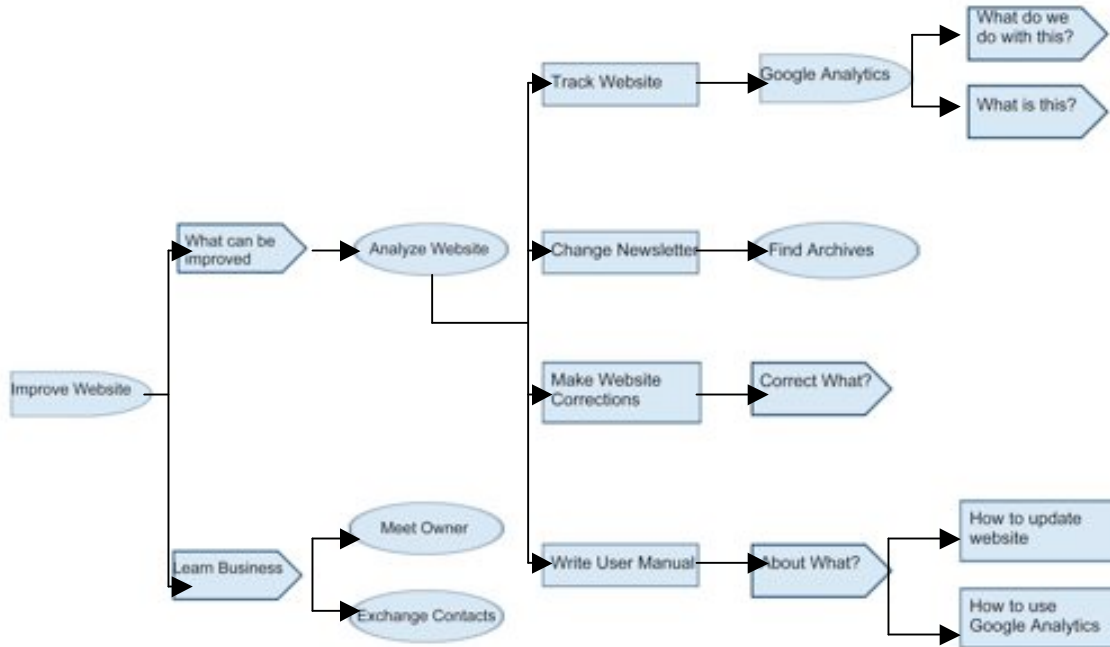 What do we
do with this?
Track Website
Google Analytics
What is this?
What can be
improved
Analyze Website
Change Newsletter
Find Archives
Improve Website
Make Website
Corrections
Correct What?
Meet Owner
How to update
website
Learn Business
Write User Manual
About What?
Exchange Contacts
How to use
Google Analytics